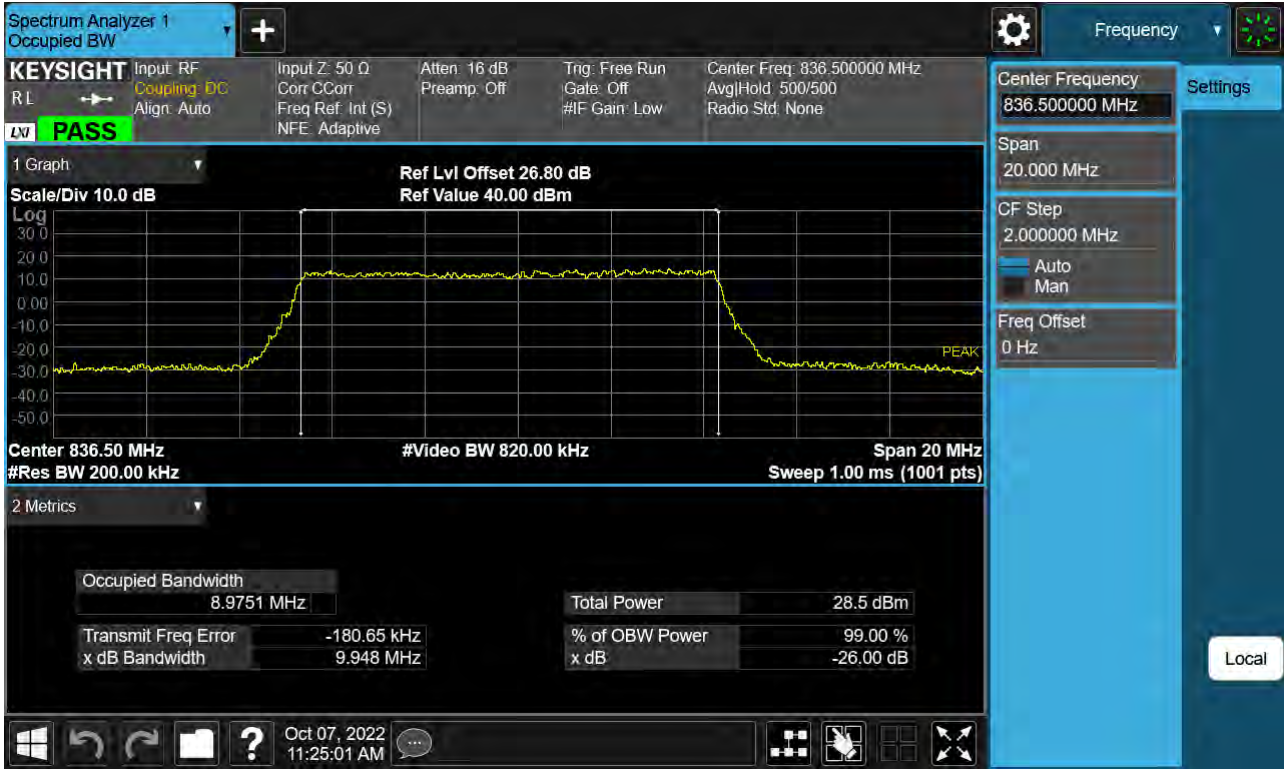 Spectrum Analyzer 1
Occupied BW
+
Frequency
KEYSIGHT
R L
LXI
PASS
Input: RF
Coupling: DC
Align: Auto
Input Z: 50 Ω
Corr CCorr
Freq Ref: Int (S)
NFE: Adaptive
Atten: 16 dB
Preamp: Off
Trig: Free Run
Gate: Off
#IF Gain: Low
Center Freq: 836.500000 MHz
Avg|Hold: 500/500
Radio Std: None
Center Frequency
836.500000 MHz
Settings
Span
20.000 MHz
CF Step
2.000000 MHz
Auto
Man
Freq Offset
0 Hz
Local
1 Graph
Scale/Div 10.0 dB
Ref Lvl Offset 26.80 dB
Ref Value 40.00 dBm
Log
30.0
20.0
10.0
0.00
-10.0
-20.0
-30.0
-40.0
-50.0
PEAK
Center 836.50 MHz
#Video BW 820.00 kHz
Span 20 MHz
#Res BW 200.00 kHz
Sweep 1.00 ms (1001 pts)
2 Metrics
Occupied Bandwidth
8.9751 MHz
Total Power 28.5 dBm
Transmit Freq Error -180.65 kHz
% of OBW Power 99.00 %
x dB Bandwidth 9.948 MHz
x dB -26.00 dB
?
Oct 07, 2022
11:25:01 AM